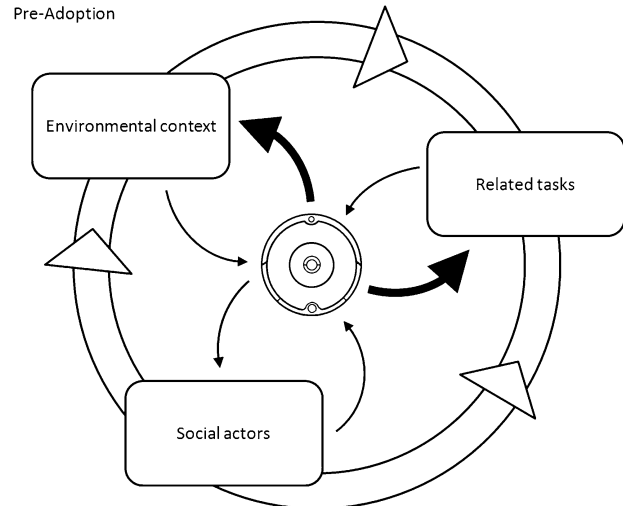 Pre-Adoption
Environmental context
Related tasks
Social actors